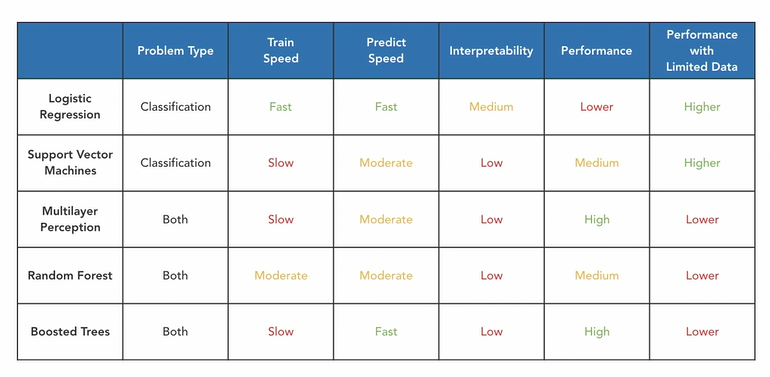 Problem Type
Train
Speed
Predict
Speed
Interpretability
Performance
Performance
with
Limited Data
Logistic
Regression
Classification
Fast
Fast
Medium
Lower
Higher
Support Vector
Machines
Classification
Slow
Moderate
Low
Medium
Higher
Multilayer
Perception
Both
Slow
Moderate
Low
High
Lower
Random Forest
Both
Moderate
Moderate
Low
Medium
Lower
Boosted Trees
Both
Slow
Fast
Low
High
Lower